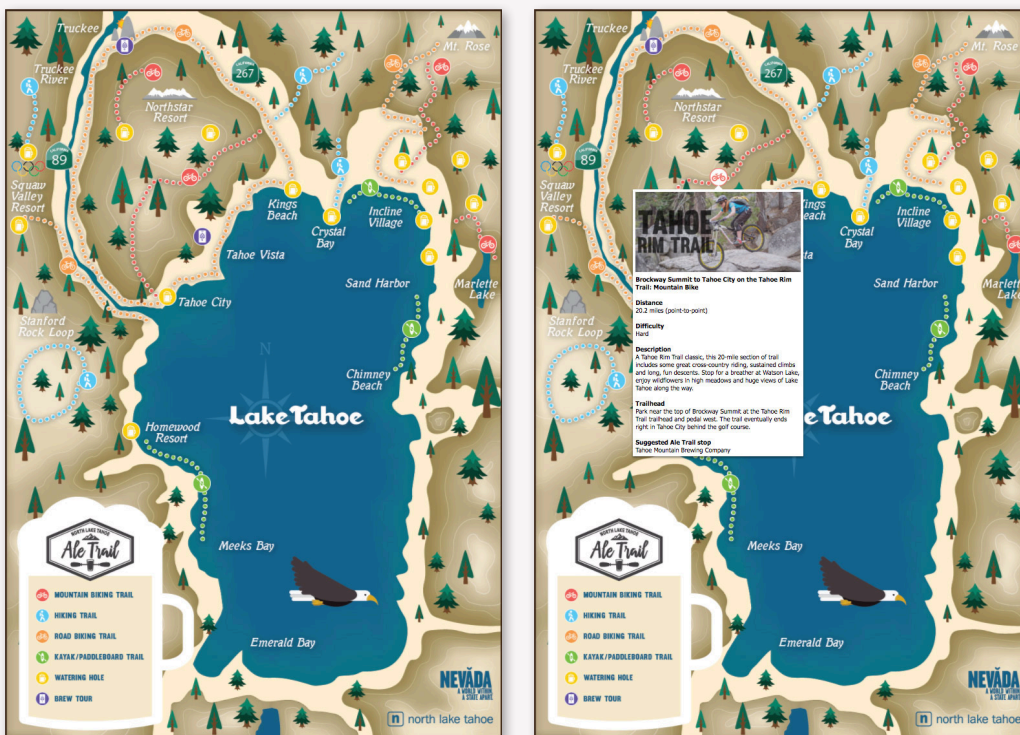 Truckee
Mt. Rose
Truckee
River
CALIFORNIA
267
Northstar
Resort
CALIFORNIA
89
Squaw
Valley
Resort
Kings
Beach
Crystal
Bay
Incline
Village
Tahoe Vista
Sand Harbor
Marlette
Lake
Tahoe City
Stanford
Rock Loop
N
Chimney
Beach
Lake Tahoe
Homewood
Resort
Meeks Bay
Emerald Bay
NORTH LAKE TAHOE
Ale Trail
MOUNTAIN BIKING TRAIL
HIKING TRAIL
ROAD BIKING TRAIL
KAYAK/PADDLEBOARD TRAIL
WATERING HOLE
BREW TOUR
NEVADA
A WORLD WITHIN.
A STATE APART.
n north lake tahoe
Truckee
Mt. Rose
Truckee
River
CALIFORNIA
267
Northstar
Resort
CALIFORNIA
89
Squaw
Valley
Resort
Kings
Beach
Crystal
Bay
Incline
Village
ta
Sand Harbor
Marlett
Lake
Stanford
Rock Loop
TAHOE
RIM TRAIL
Brockway Summit to Tahoe City on the Tahoe Rim
Trail: Mountain Bike
Distance
20.2 miles (point-to-point)
Difficulty
Hard
Description
A Tahoe Rim Trail classic, this 20-mile section of trail
includes some great cross-country riding, sustained climbs
and long, fun descents. Stop for a breather at Watson Lake,
enjoy wildflowers in high meadows and huge views of Lake
Tahoe along the way.
Trailhead
Park near the top of Brockway Summit at the Tahoe Rim
Trail trailhead and pedal west. The trail eventually ends
right in Tahoe City behind the golf course.
Suggested Ale Trail stop
Tahoe Mountain Brewing Company
Chimney
Beach
e Tahoe
Meeks Bay
Emerald Bay
NORTH LAKE TAHOE
Ale Trail
MOUNTAIN BIKING TRAIL
HIKING TRAIL
ROAD BIKING TRAIL
KAYAK/PADDLEBOARD TRAIL
WATERING HOLE
BREW TOUR
NEVADA
A WORLD WITHIN.
A STATE APART.
n north lake tahoe